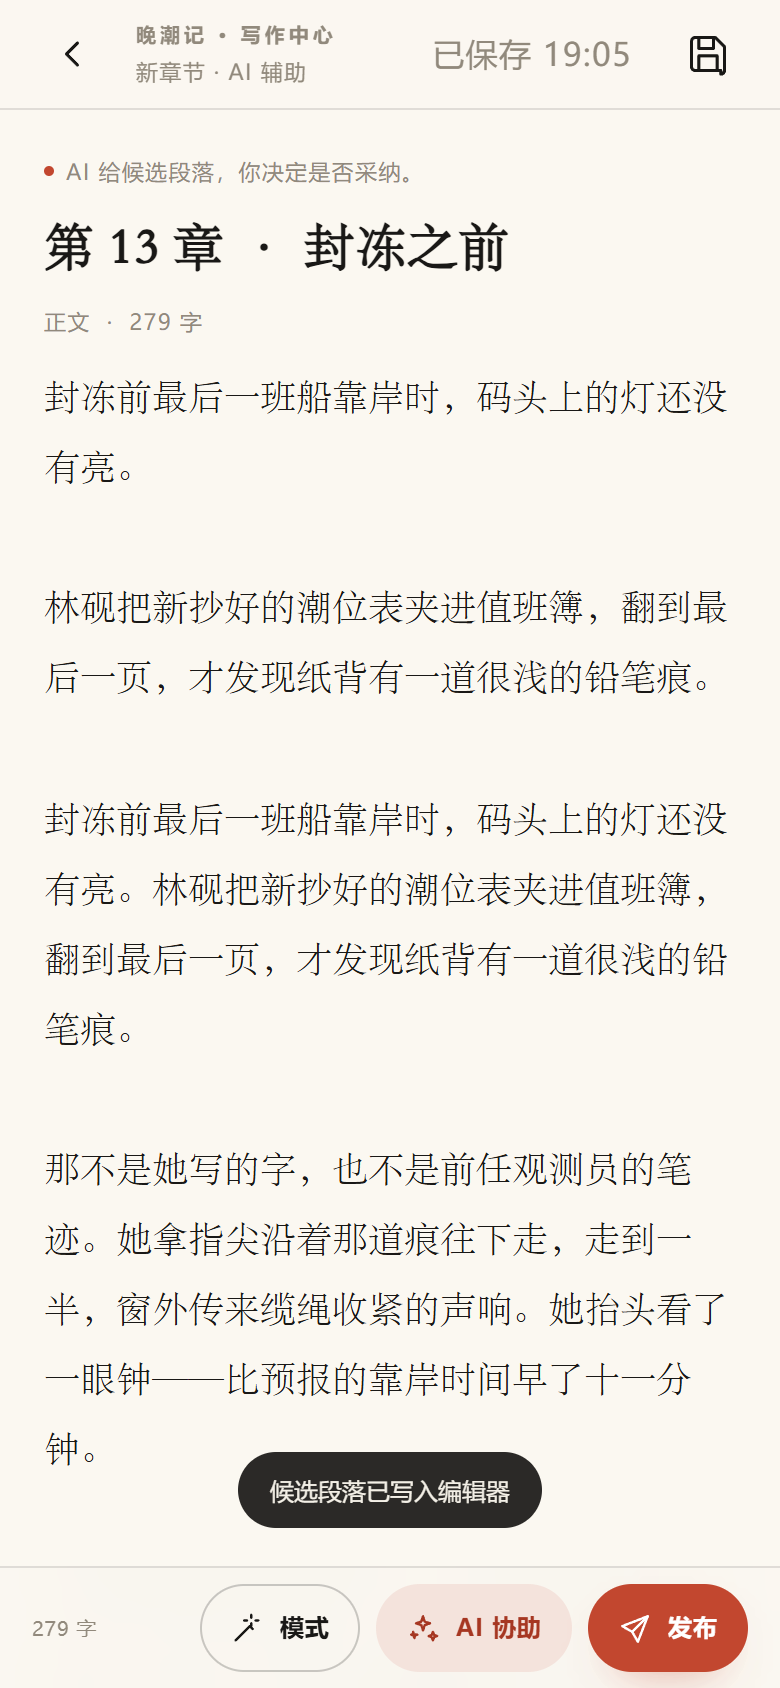 晚潮记 • 写作中心
新章节 · AI 辅助
已保存 19:05
AI 给候选段落，你决定是否采纳。
第 13 章 · 封冻之前
正文 · 279 字
封冻前最后一班船靠岸时，码头上的灯还没
有亮。
林砚把新抄好的潮位表夹进值班簿，翻到最
后一页，才发现纸背有一道很浅的铅笔痕。
封冻前最后一班船靠岸时，码头上的灯还没
有亮。林砚把新抄好的潮位表夹进值班簿，
翻到最后一页，才发现纸背有一道很浅的铅
笔痕。
那不是她写的字，也不是前任观测员的笔
迹。她拿指尖沿着那道痕往下走，走到一
半，窗外传来缆绳收紧的声响。她抬头看了
一眼钟——比预报的靠岸时间早了十一分
钟。
候选段落已写入编辑器
279 字
模式
AI 协助
发布